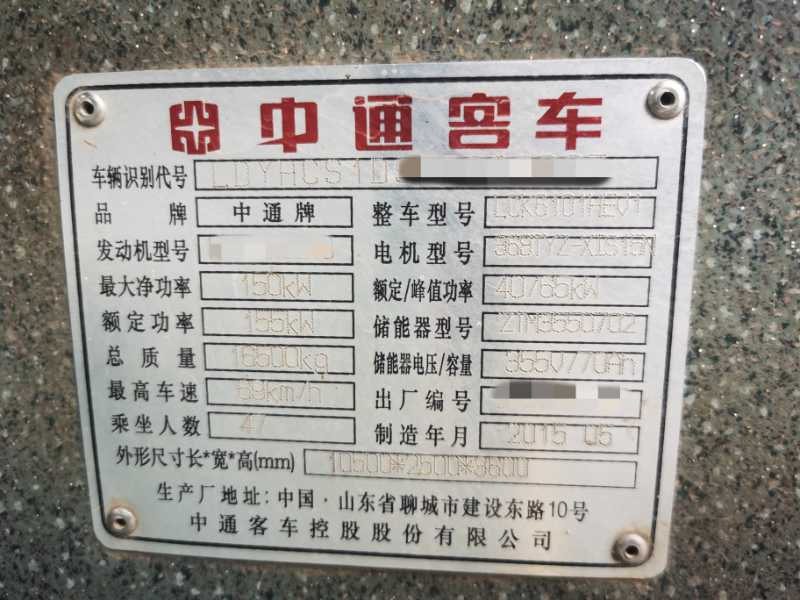 中通客车
车辆识别代号 LDYHCS1D
品牌 中通牌 整车型号 LCK6101HEV1
发动机型号 电机型号
最大净功率 150kW 额定/峰值功率 40/65kW
额定功率 155kW 储能器型号 ZTM3550702
总质量 16500kg 储能器电压/容量 355V/70Ah
最高车速 69km/h 出厂编号
乘坐人数 47 制造年月 2015 05
外形尺寸长*宽*高(mm) 10500*2500*3600
生产厂地址:中国·山东省聊城市建设东路10号
中通客车控股股份有限公司